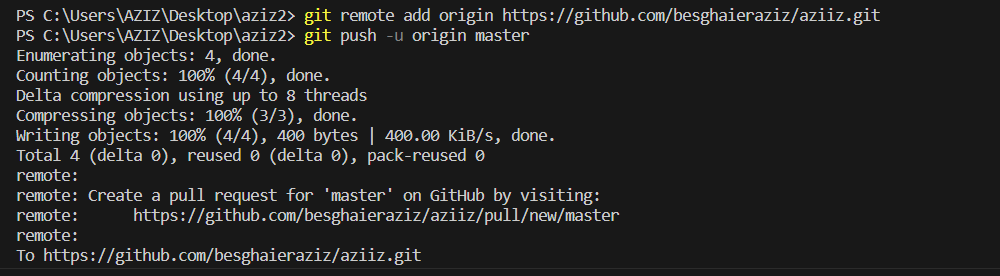 PS C:\Users\AZIZ\Desktop\aziz2> git remote add origin https://github.com/besghaieraziz/aziiz.git
PS C:\Users\AZIZ\Desktop\aziz2> git push -u origin master
Enumerating objects: 4, done.
Counting objects: 100% (4/4), done.
Delta compression using up to 8 threads
Compressing objects: 100% (3/3), done.
Writing objects: 100% (4/4), 400 bytes | 400.00 KiB/s, done.
Total 4 (delta 0), reused 0 (delta 0), pack-reused 0
remote:
remote: Create a pull request for 'master' on GitHub by visiting:
remote:      https://github.com/besghaieraziz/aziiz/pull/new/master
remote:
To https://github.com/besghaieraziz/aziiz.git